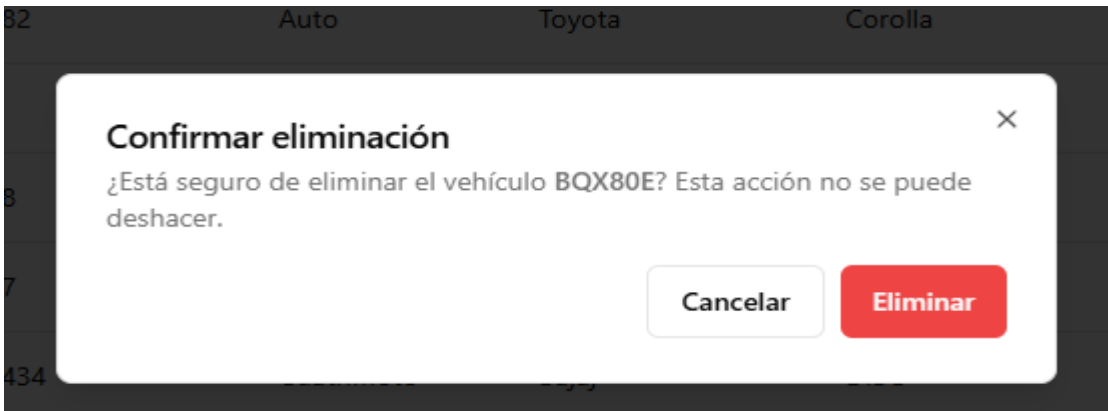 82 Auto Toyota Corolla
Confirmar eliminación
¿Está seguro de eliminar el vehículo BQX80E? Esta acción no se puede
deshacer.
8
7
Cancelar Eliminar
434